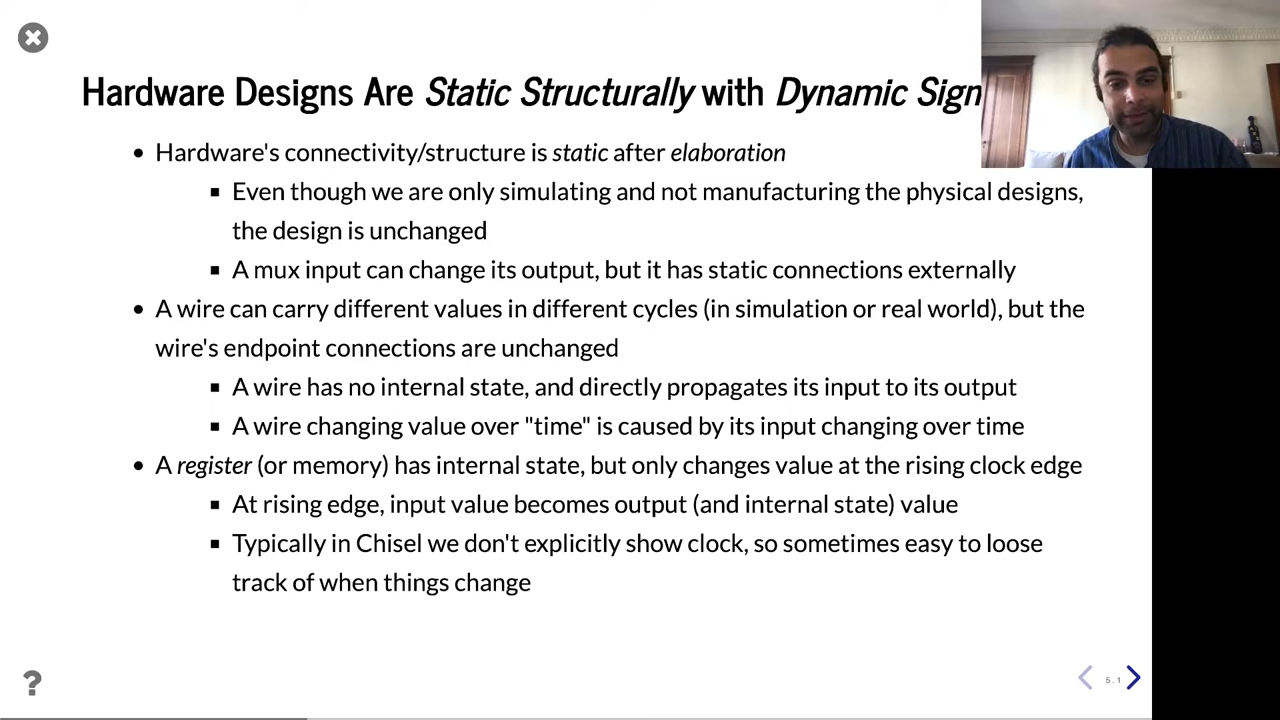 Hardware Designs Are Static Structurally with Dynamic Sign
• Hardware's connectivity/structure is static after elaboration
▪ Even though we are only simulating and not manufacturing the physical designs,
the design is unchanged
▪ A mux input can change its output, but it has static connections externally
• A wire can carry different values in different cycles (in simulation or real world), but the
wire's endpoint connections are unchanged
▪ A wire has no internal state, and directly propagates its input to its output
▪ A wire changing value over "time" is caused by its input changing over time
• A register (or memory) has internal state, but only changes value at the rising clock edge
▪ At rising edge, input value becomes output (and internal state) value
▪ Typically in Chisel we don't explicitly show clock, so sometimes easy to loose
track of when things change
?
5.1